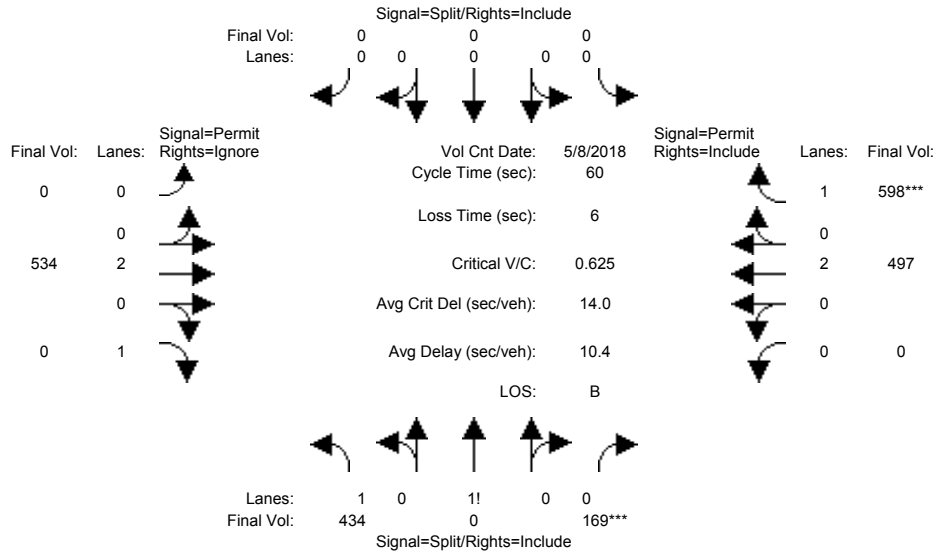 Signal=Split/Rights=Include
Final Vol: 0 0 0
Lanes: 0 0 0 0 0
Signal=Permit
Final Vol: Lanes: Rights=Ignore
Vol Cnt Date: 5/8/2018
Signal=Permit
Rights=Include Lanes: Final Vol:
Cycle Time (sec): 60
0 0
1 598***
Loss Time (sec): 6
0
0
534 2
Critical V/C: 0.625
2 497
0
Avg Crit Del (sec/veh): 14.0
0
0 1
Avg Delay (sec/veh): 10.4
0 0
LOS: B
Lanes: 1 0 1! 0 0
Final Vol: 434 0 169***
Signal=Split/Rights=Include